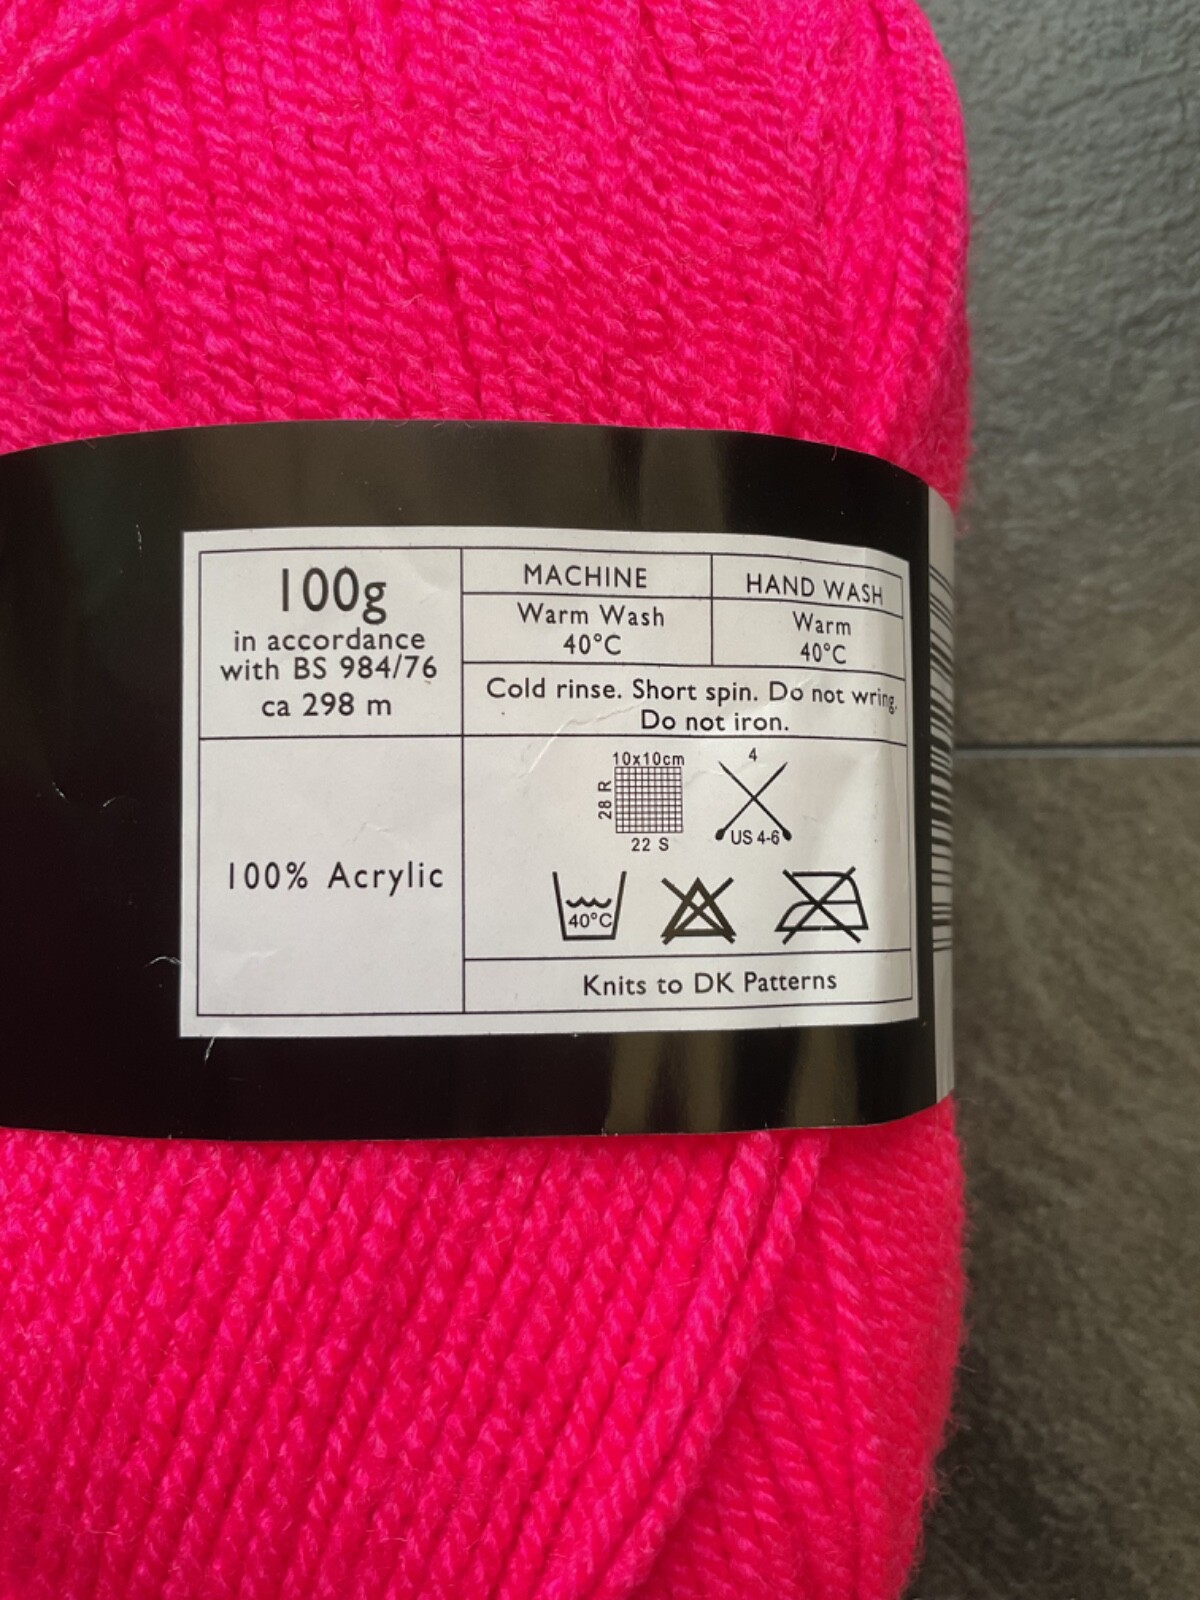 100g
in accordance
with BS 984/76
ca 298 m
MACHINE
HAND WASH
Warm Wash
40°C
Warm
40°C
Cold rinse. Short spin. Do not wring.
Do not iron.
10x10cm
28 R
22 S
4
US 4-6
100% Acrylic
40°C
Knits to DK Patterns